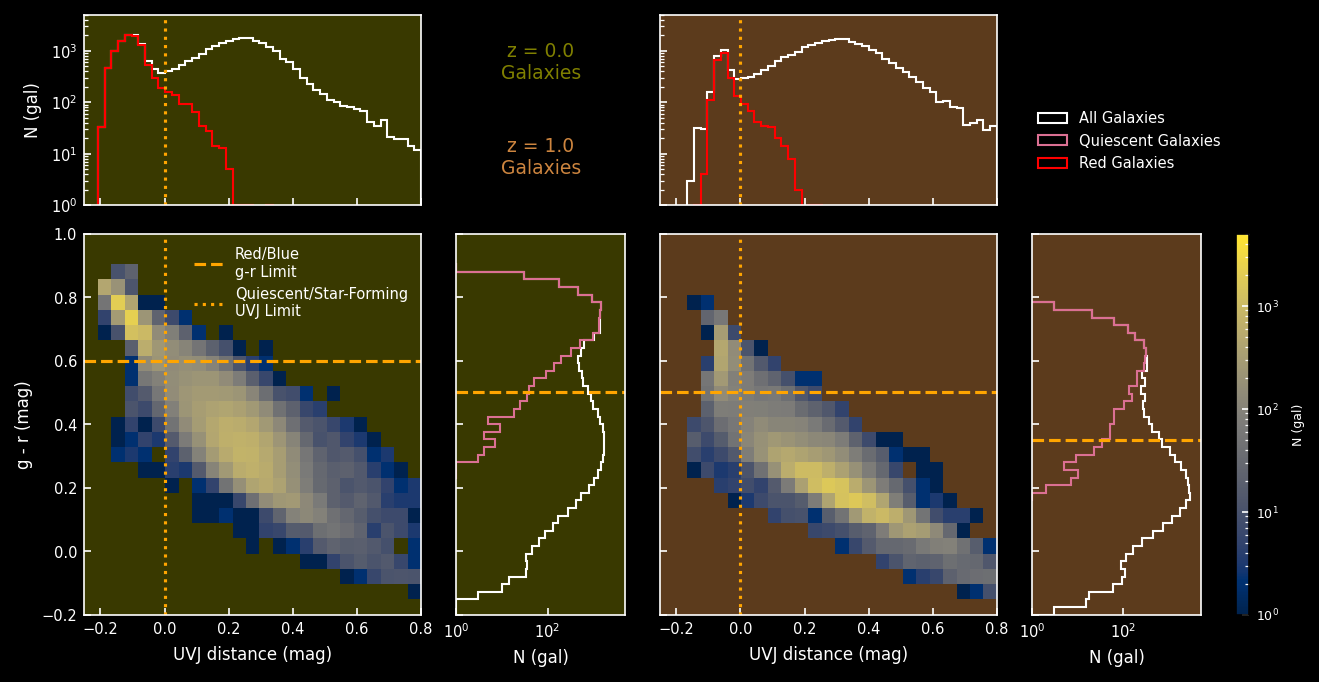 10³
10²
10¹
10⁰
N (gal)
z = 0.0
Galaxies
z = 1.0
Galaxies
All Galaxies
Quiescent Galaxies
Red Galaxies
1.0
0.8
0.6
0.4
0.2
0.0
−0.2
g - r (mag)
Red/Blue
g-r Limit
Quiescent/Star-Forming
UVJ Limit
−0.2 0.0 0.2 0.4 0.6 0.8
UVJ distance (mag)
10⁰ 10²
N (gal)
−0.2 0.0 0.2 0.4 0.6 0.8
UVJ distance (mag)
10⁰ 10²
N (gal)
10³
10²
10¹
10⁰
N (gal)